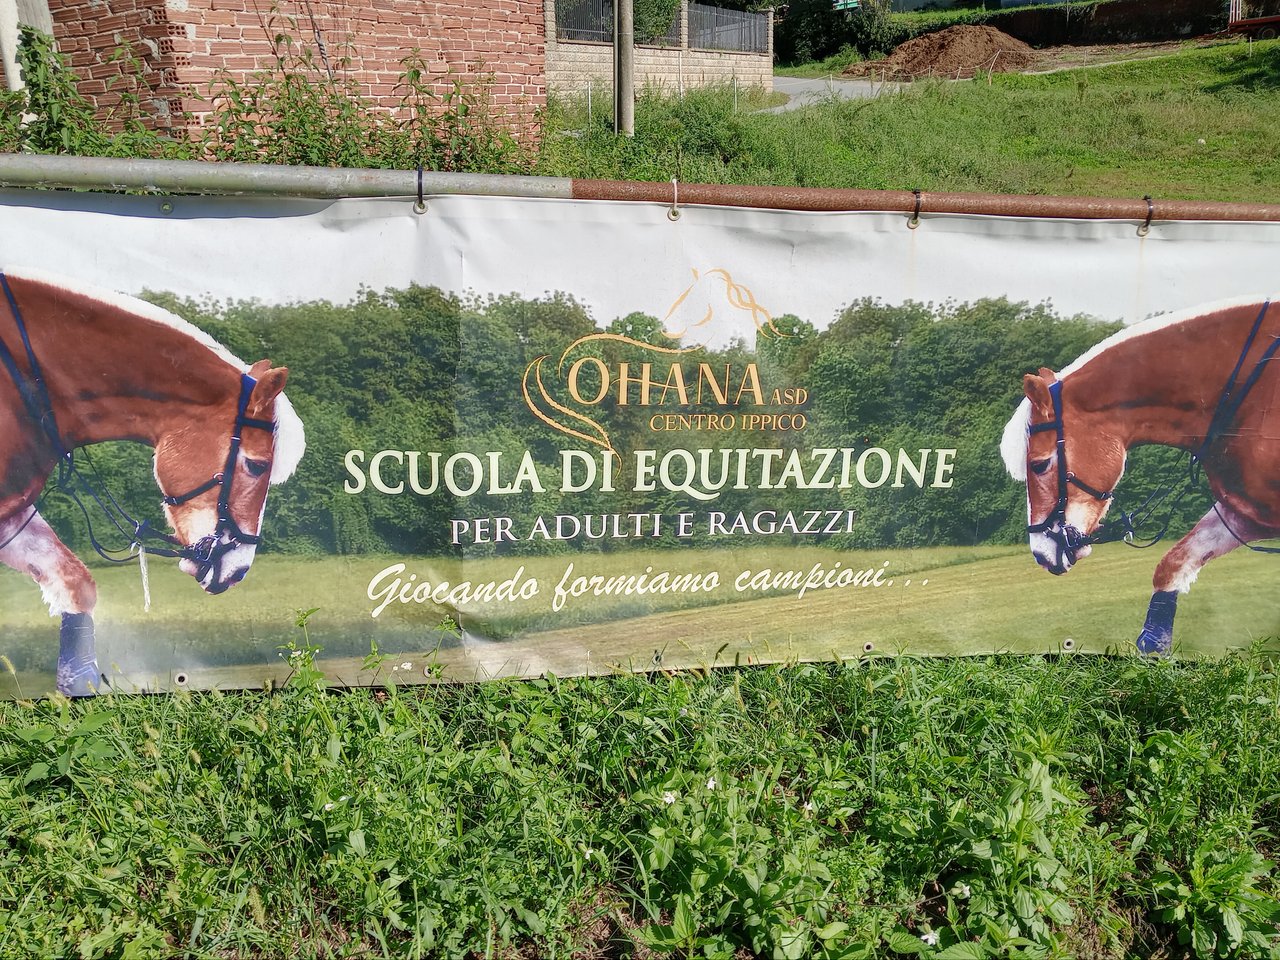 OHANA ASD
CENTRO IPPICO
SCUOLA DI EQUITAZIONE
PER ADULTI E RAGAZZI
Giocando formiamo campioni...